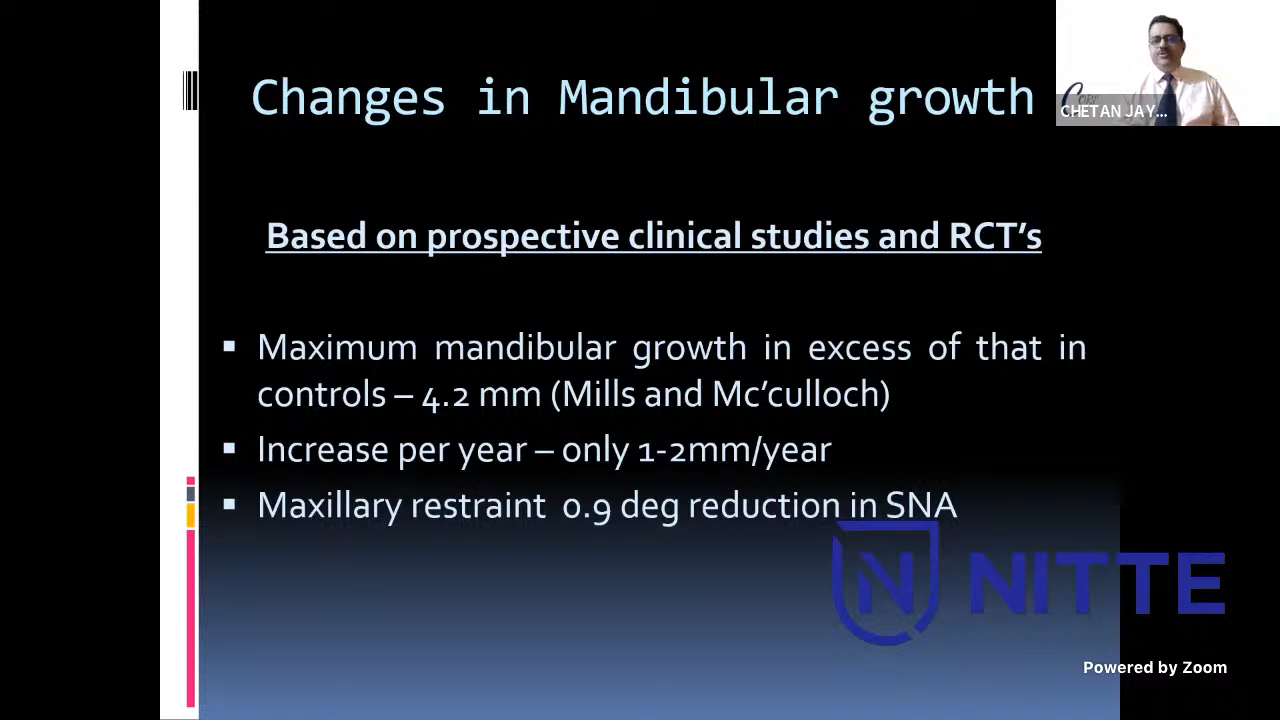 Changes in Mandibular growth
CHETAN JAY...
Based on prospective clinical studies and RCT's
Maximum mandibular growth in excess of that in
controls – 4.2 mm (Mills and Mc'culloch)
Increase per year – only 1-2mm/year
Maxillary restraint 0.9 deg reduction in SNA
N NITTE
Powered by Zoom